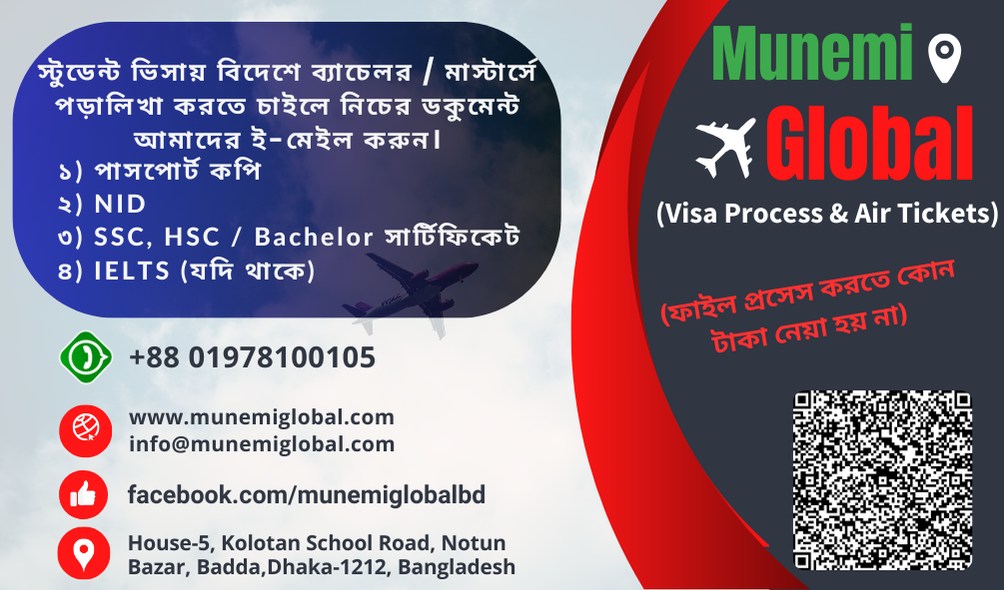 স্টুডেন্ট ভিসায় বিদেশে ব্যাচেলর / মাস্টার্সে
পড়ালিখা করতে চাইলে নিচের ডকুমেন্ট
আমাদের ই-মেইল করুন।
১) পাসপোর্ট কপি
২) NID
৩) SSC, HSC / Bachelor সার্টিফিকেট
৪) IELTS (যদি থাকে)
+88 01978100105
www.munemiglobal.com
info@munemiglobal.com
facebook.com/munemiglobalbd
House-5, Kolotan School Road, Notun
Bazar, Badda,Dhaka-1212, Bangladesh
Munemi
Global
(Visa Process & Air Tickets)
(ফাইল প্রসেস করতে কোন
টাকা নেয়া হয় না)